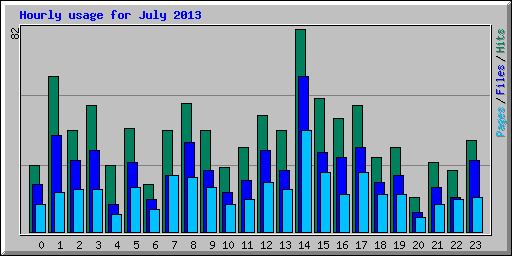 Hourly usage for July 2013
82
Pages / Files / Hits
0 1 2 3 4 5 6 7 8 9 10 11 12 13 14 15 16 17 18 19 20 21 22 23